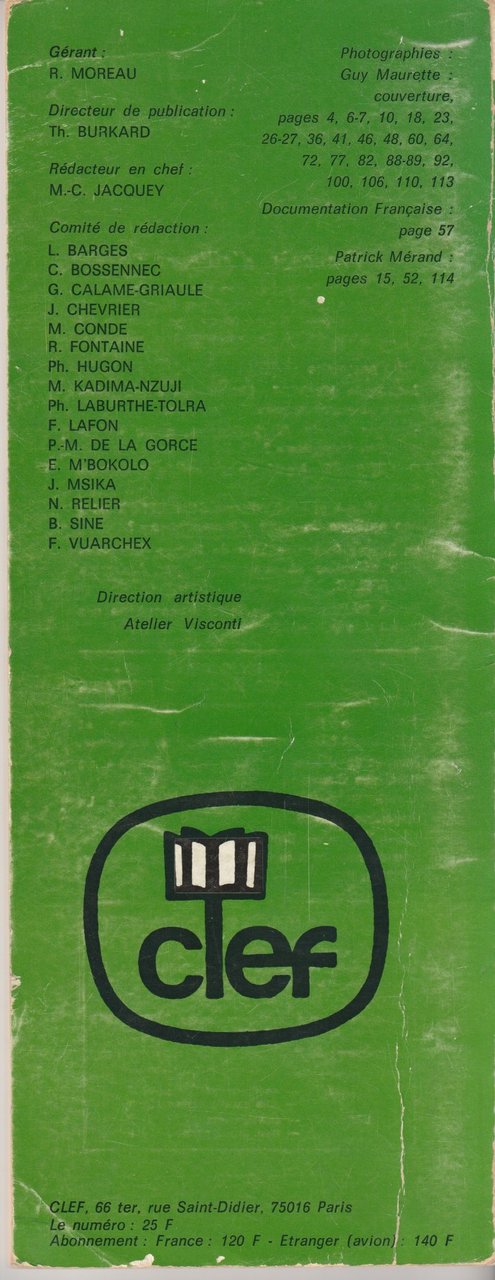 Gérant :
R. MOREAU
Directeur de publication :
Th. BURKARD
Rédacteur en chef :
M.-C. JACQUEY
Comité de rédaction :
L. BARGES
C. BOSSENNEC
G. CALAME-GRIAULE
J. CHEVRIER
M. CONDE
R. FONTAINE
Ph. HUGON
M. KADIMA-NZUJI
Ph. LABURTHE-TOLRA
F. LAFON
P.-M. DE LA GORCE
E. M'BOKOLO
J. MSIKA
N. RELIER
B. SINE
F. VUARCHEX
Photographies :
Guy Maurette :
couverture,
pages 4, 6-7, 10, 18, 23,
26-27, 36, 41, 46, 48, 60, 64,
72, 77, 82, 88-89, 92,
100, 106, 110, 113
Documentation Française :
page 57
Patrick Mérand :
pages 15, 52, 114
Direction artistique
Atelier Visconti
clef
CLEF, 66 ter, rue Saint-Didier, 75016 Paris
Le numéro : 25 F
Abonnement : France : 120 F - Etranger (avion) : 140 F